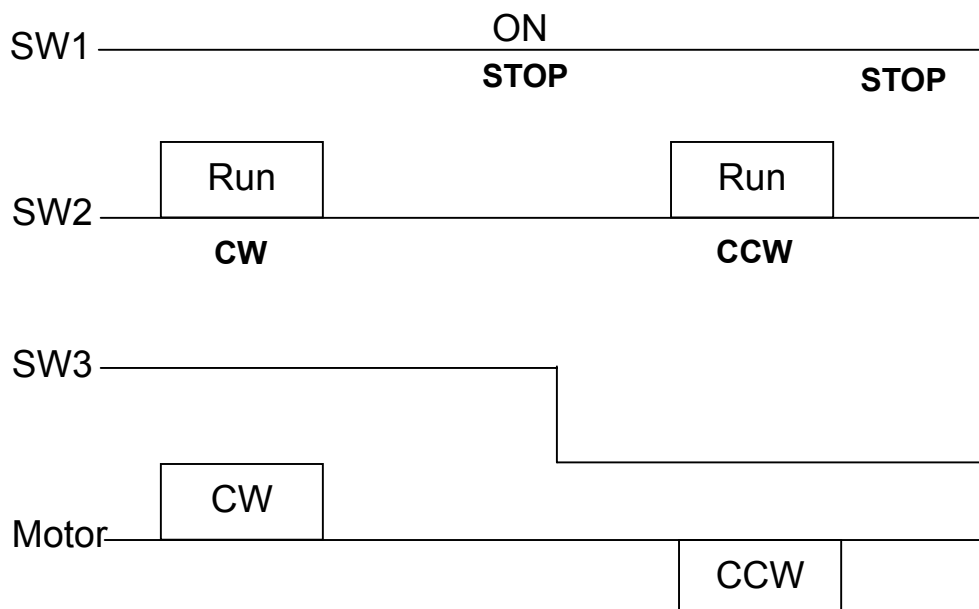 ON
SW1
STOP STOP
Run Run
SW2
CW CCW
SW3
CW
Motor
CCW